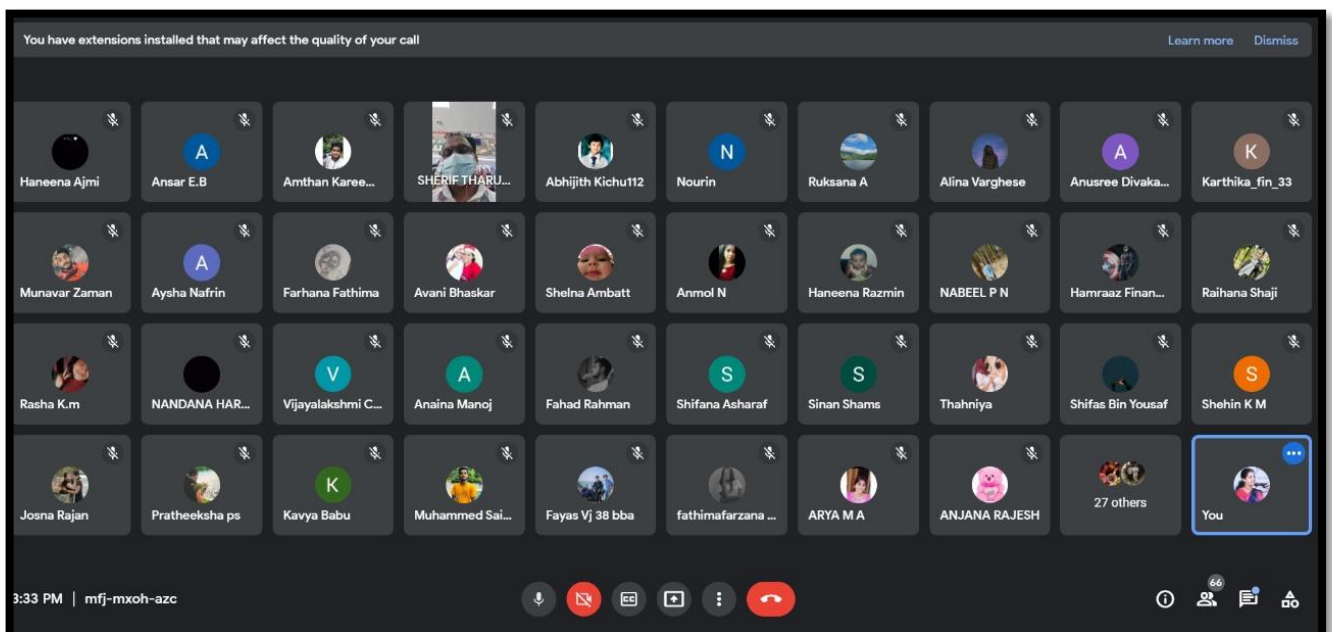 You have extensions installed that may affect the quality of your call Learn more Dismiss
Haneena Ajmi
A
Ansar E.B
Amthan Karee...
SHERIF THARU...
Abhijith Kichu112
N
Nourin
Ruksana A
Alina Varghese
A
Anusree Divaka...
K
Karthika_fin_33
Munavar Zaman
A
Aysha Nafrin
Farhana Fathima
Avani Bhaskar
Shelna Ambatt
Anmol N
Haneena Razmin
NABEEL P N
Hamraaz Finan...
Raihana Shaji
Rasha K.m
NANDANA HAR...
V
Vijayalakshmi C...
A
Anaina Manoj
Fahad Rahman
S
Shifana Asharaf
S
Sinan Shams
Thahniya
Shifas Bin Yousaf
S
Shehin K M
Josna Rajan
Pratheeksha ps
K
Kavya Babu
Muhammed Sai...
Fayas Vj 38 bba
fathimafarzana ...
ARYA M A
ANJANA RAJESH
27 others
You
3:33 PM | mfj-mxoh-azc
CC
66